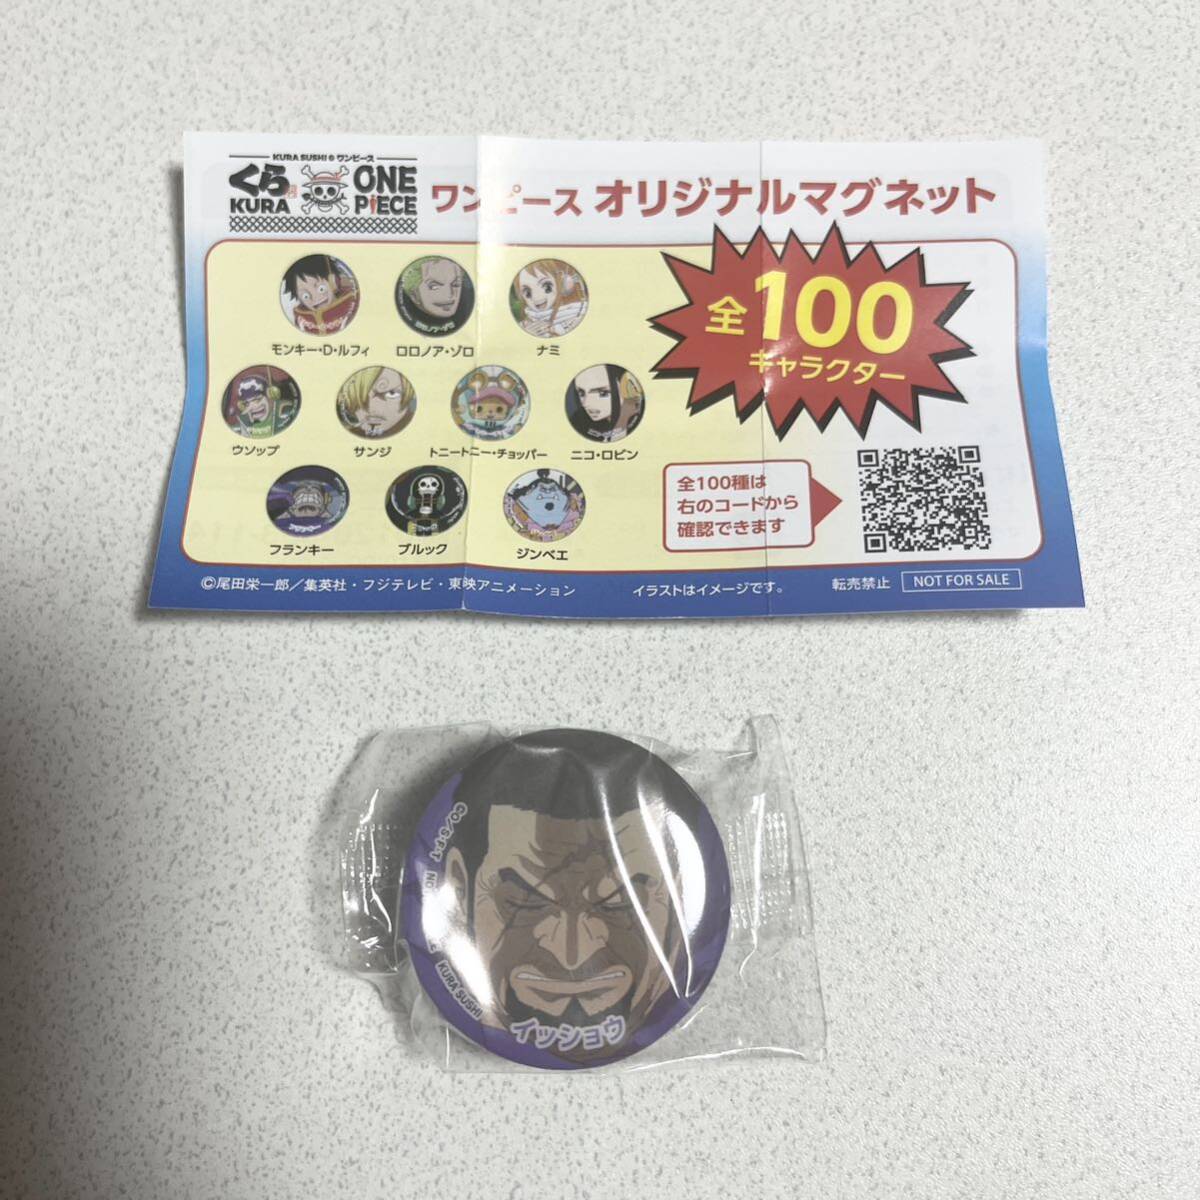 KURA SUSHI ワンピース
くら
KURA
ONE
PIECE
ワンピース オリジナルマグネット
全100
キャラクター
モンキー・D・ルフィ
ロロノア・ゾロ
ナミ
ウソップ
サンジ
トニートニー・チョッパー
ニコ・ロビン
フランキー
ブルック
ジンベエ
全100種は
右のコードから
確認できます
©尾田栄一郎／集英社・フジテレビ・東映アニメーション
イラストはイメージです。
転売禁止
NOT FOR SALE
©O/S・F・T
KURA SUSHI
イッショウ